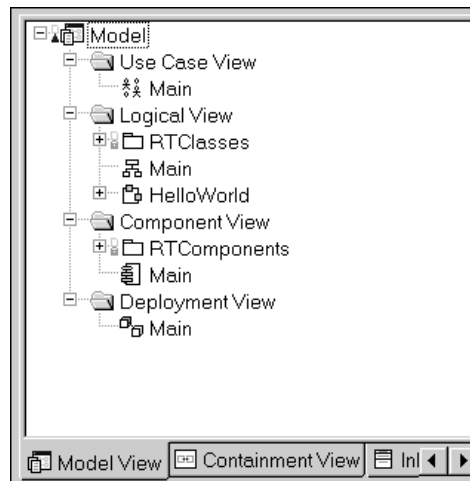 Model
Use Case View
Main
Logical View
RTClasses
Main
HelloWorld
Component View
RTComponents
Main
Deployment View
Main
Model View Containment View